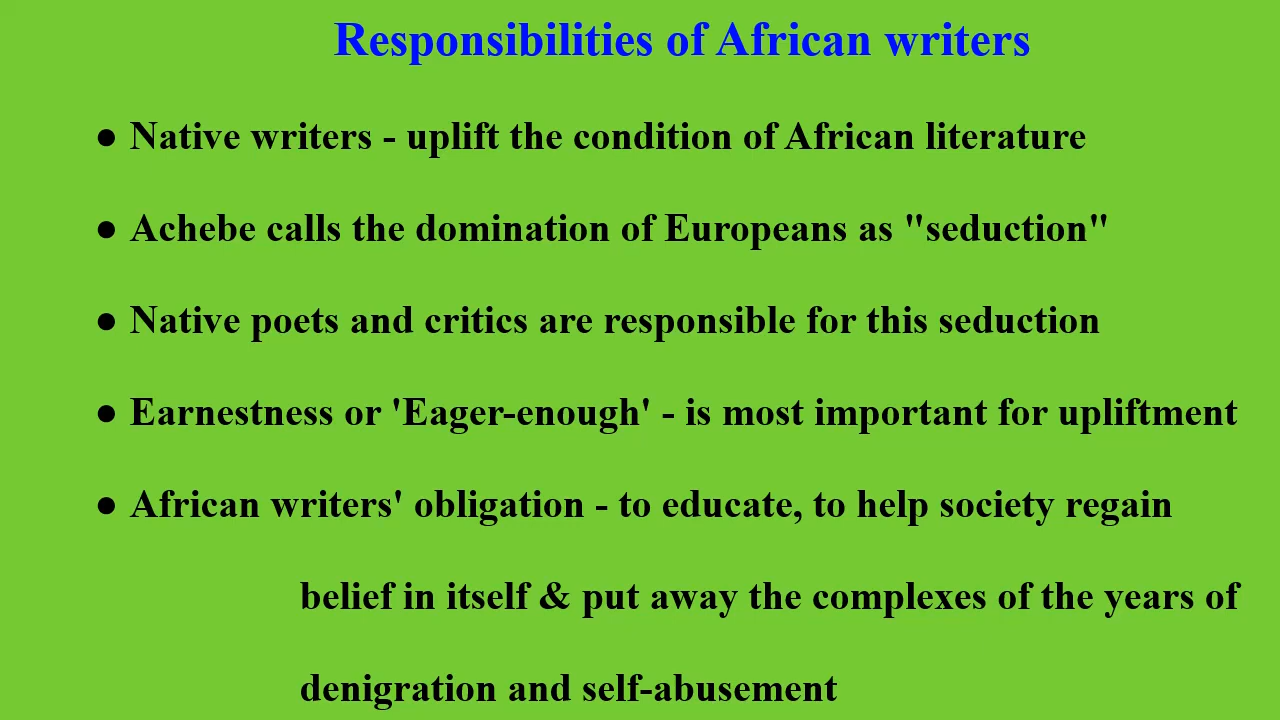 Responsibilities of African writers
● Native writers - uplift the condition of African literature
● Achebe calls the domination of Europeans as "seduction"
● Native poets and critics are responsible for this seduction
● Earnestness or 'Eager-enough' - is most important for upliftment
● African writers' obligation - to educate, to help society regain
belief in itself & put away the complexes of the years of
denigration and self-abusement